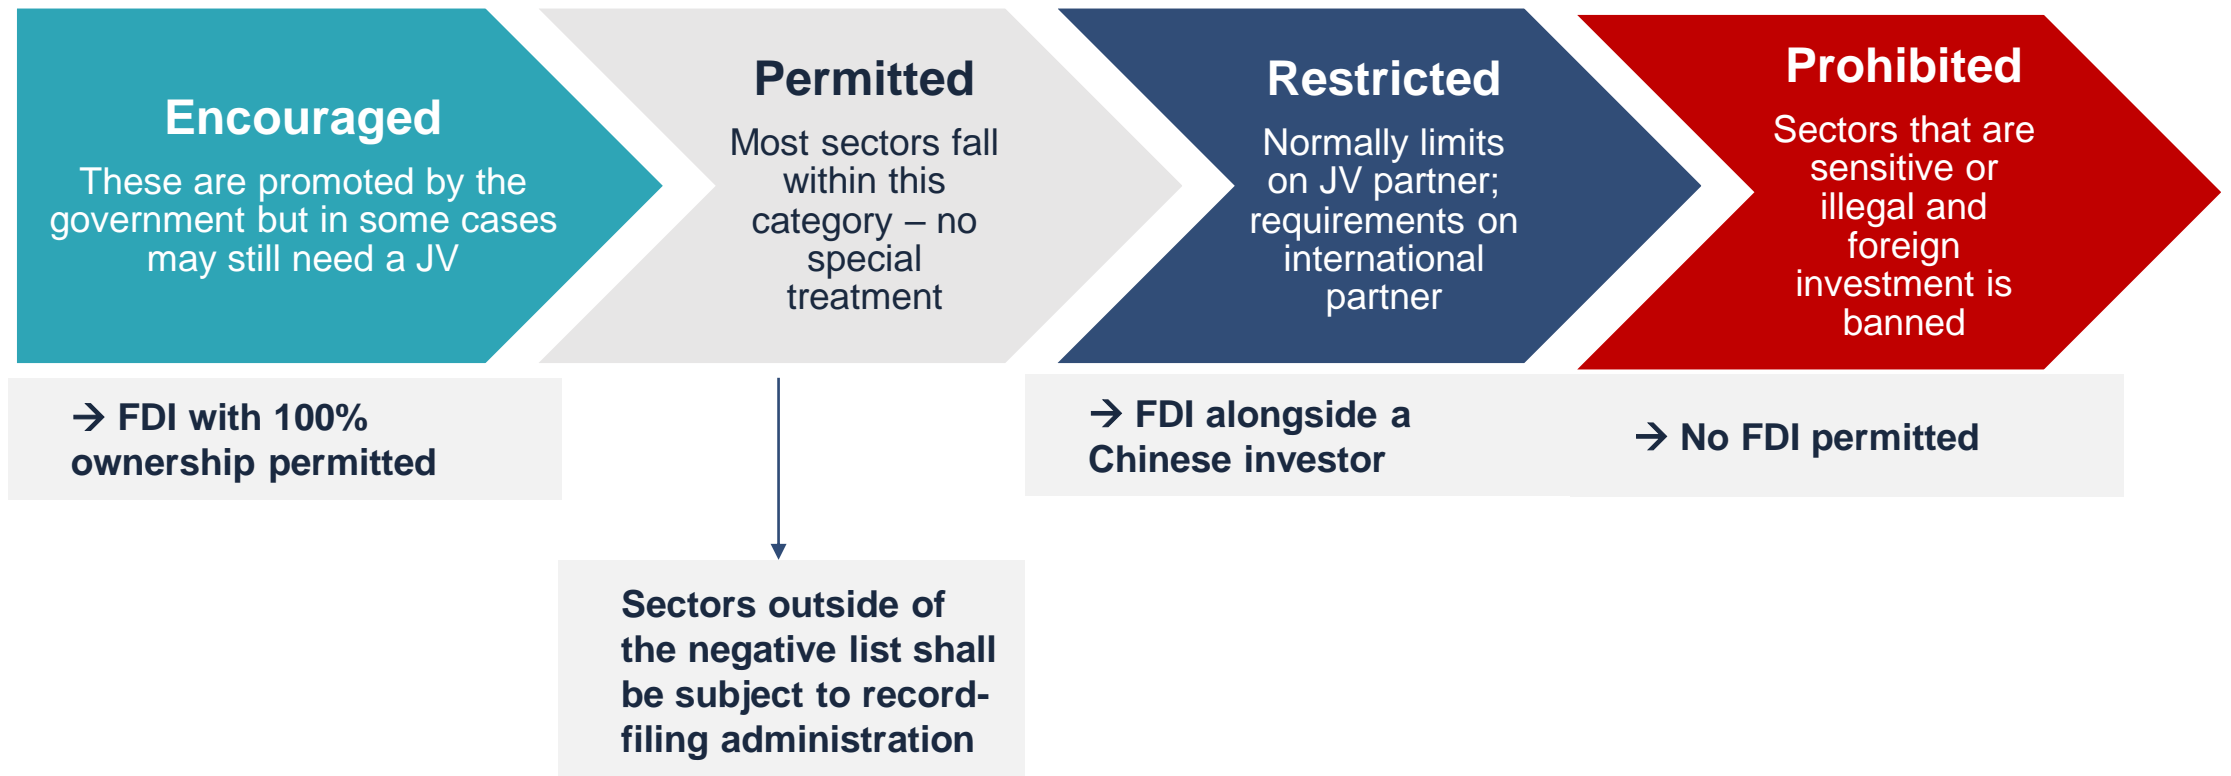 Encouraged
These are promoted by the
government but in some cases
may still need a JV
Permitted
Most sectors fall
within this
category – no
special
treatment
Restricted
Normally limits
on JV partner;
requirements on
international
partner
Prohibited
Sectors that are
sensitive or
illegal and
foreign
investment is
banned
→ FDI with 100%
ownership permitted
→ FDI alongside a
Chinese investor
→ No FDI permitted
Sectors outside of
the negative list shall
be subject to record-
filing administration